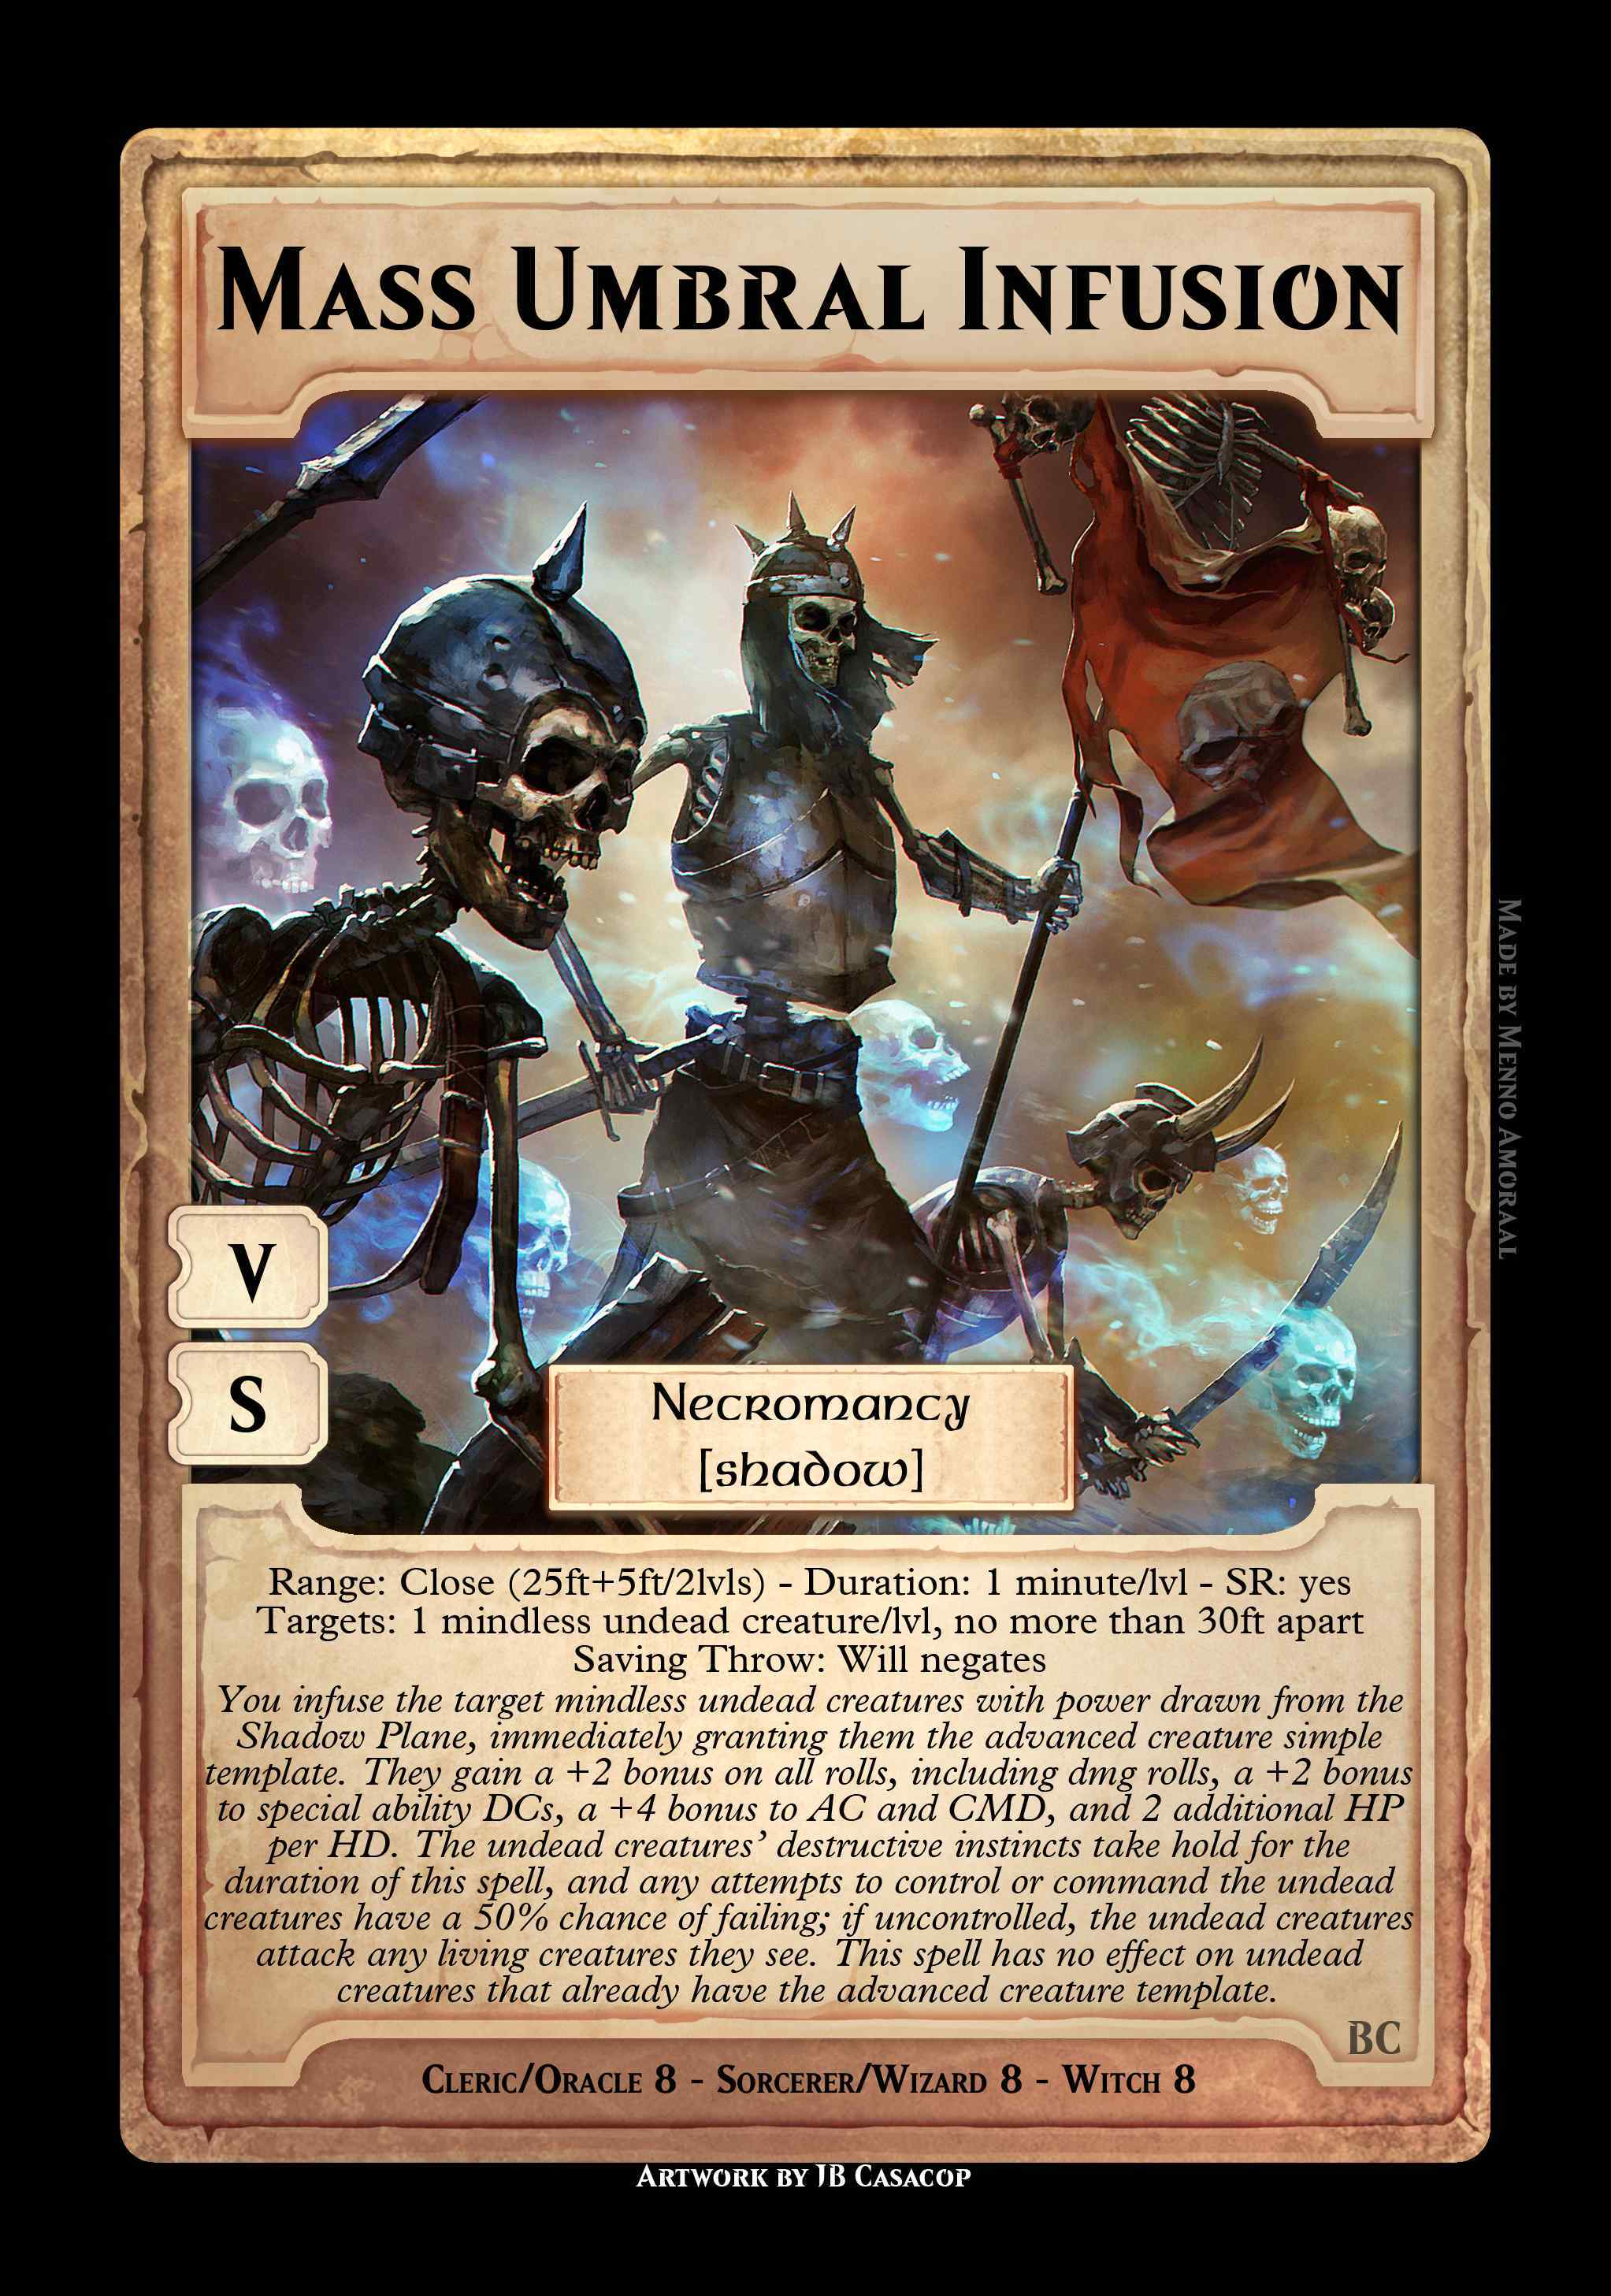 Mass Umbral Infusion
V
S
Necromancy
[shadow]
Range: Close (25ft+5ft/2lvls) - Duration: 1 minute/lvl - SR: yes
Targets: 1 mindless undead creature/lvl, no more than 30ft apart
Saving Throw: Will negates
You infuse the target mindless undead creatures with power drawn from the
Shadow Plane, immediately granting them the advanced creature simple
template. They gain a +2 bonus on all rolls, including dmg rolls, a +2 bonus
to special ability DCs, a +4 bonus to AC and CMD, and 2 additional HP
per HD. The undead creatures' destructive instincts take hold for the
duration of this spell, and any attempts to control or command the undead
creatures have a 50% chance of failing; if uncontrolled, the undead creatures
attack any living creatures they see. This spell has no effect on undead
creatures that already have the advanced creature template.
BC
Cleric/Oracle 8 - Sorcerer/Wizard 8 - Witch 8
Artwork by JB Casacop
Made by Menno Amoraal